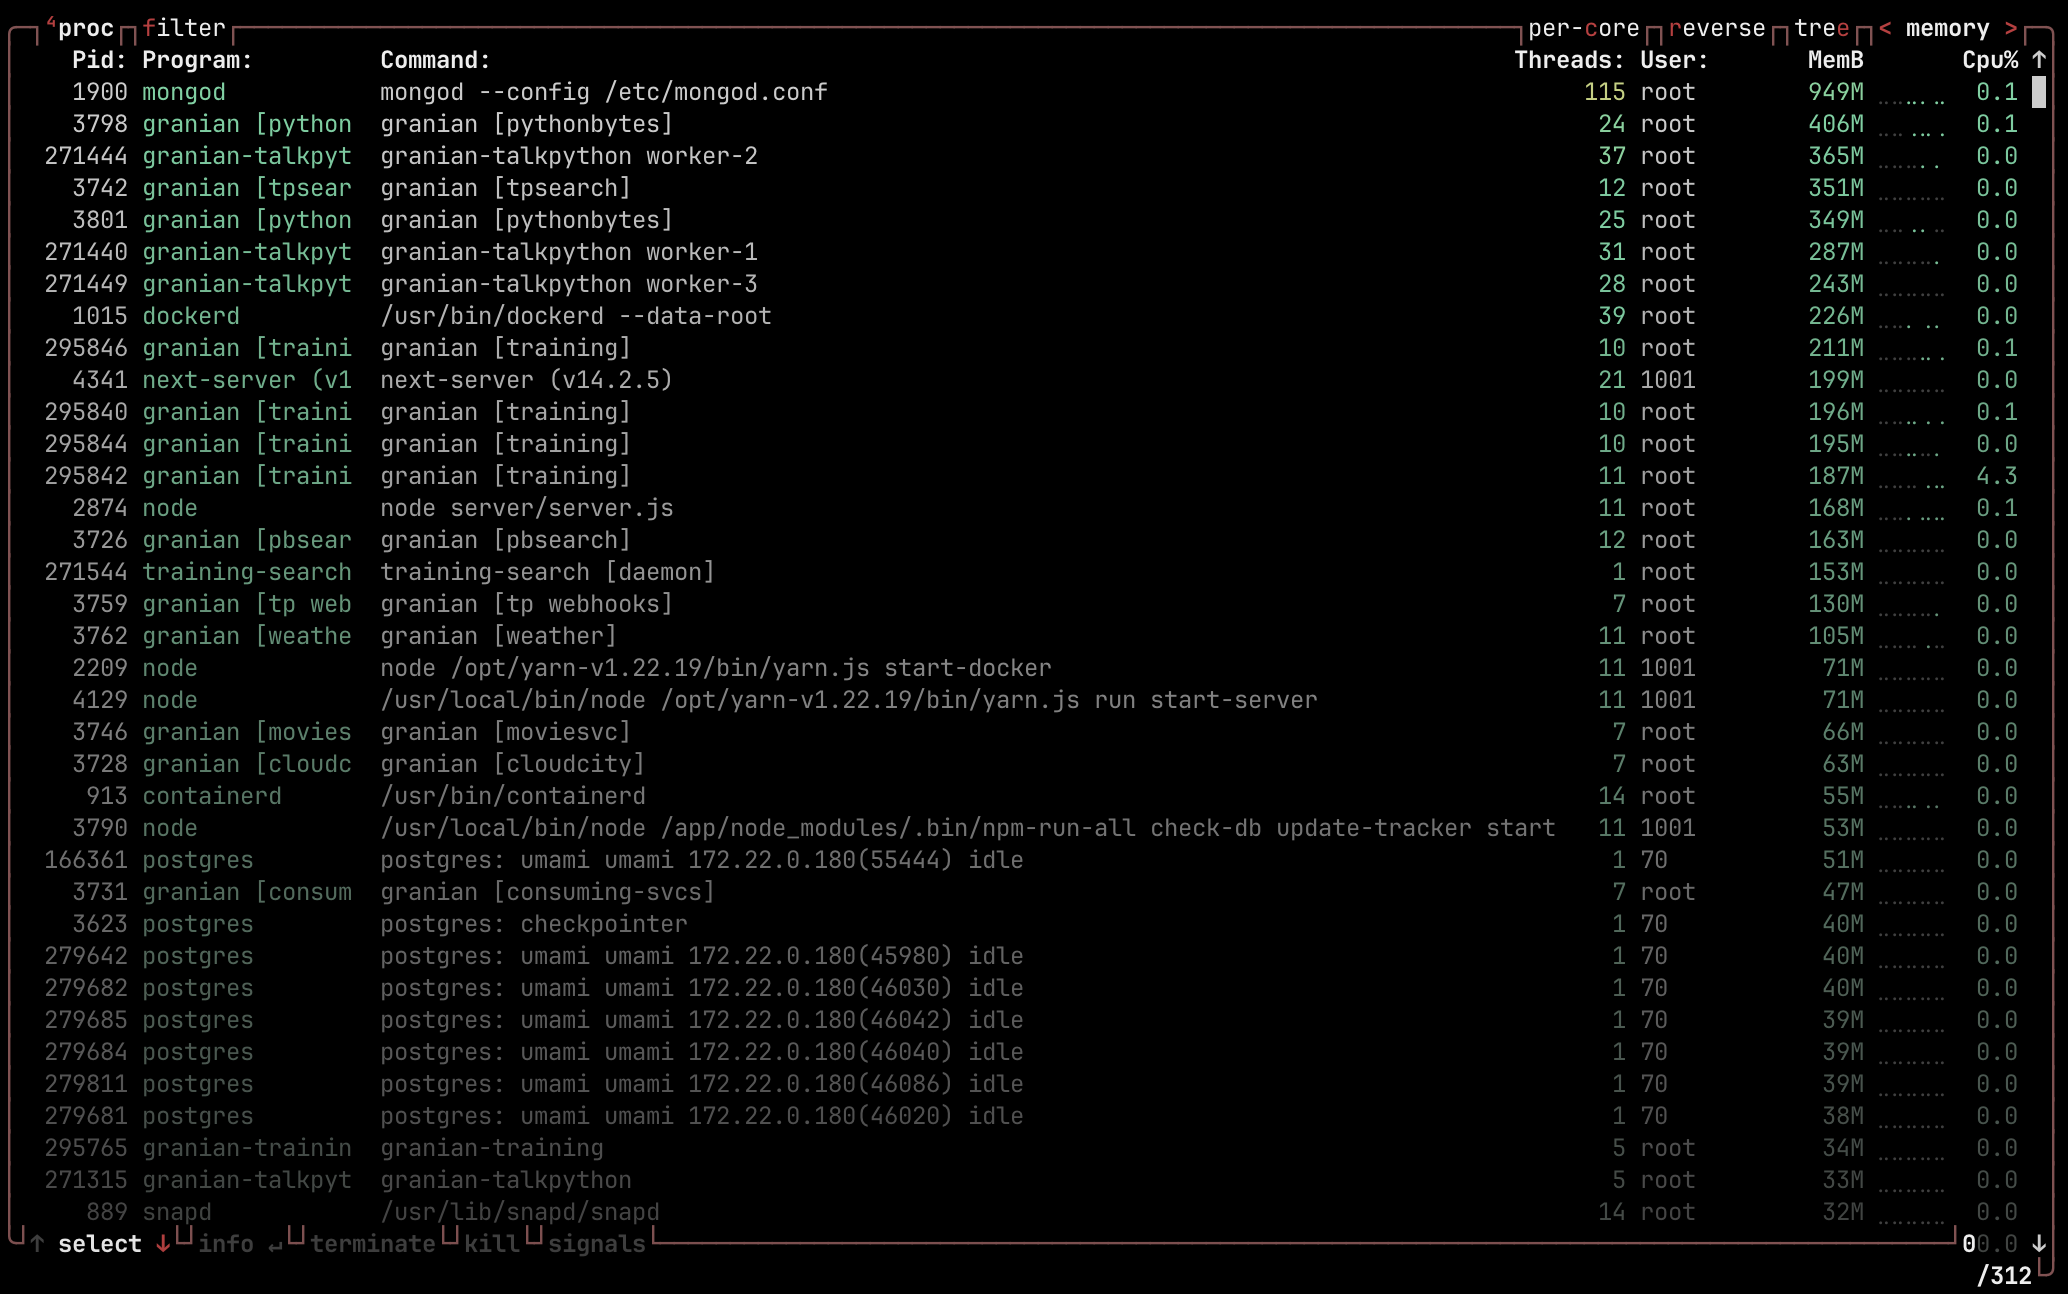 ⁴proc filter per-core reverse tree < memory >
Pid: Program: Command: Threads: User: MemB Cpu% ↑
1900 mongod mongod --config /etc/mongod.conf 115 root 949M 0.1
3798 granian [python granian [pythonbytes] 24 root 406M 0.1
271444 granian-talkpyt granian-talkpython worker-2 37 root 365M 0.0
3742 granian [tpsear granian [tpsearch] 12 root 351M 0.0
3801 granian [python granian [pythonbytes] 25 root 349M 0.0
271440 granian-talkpyt granian-talkpython worker-1 31 root 287M 0.0
271449 granian-talkpyt granian-talkpython worker-3 28 root 243M 0.0
1015 dockerd /usr/bin/dockerd --data-root 39 root 226M 0.0
295846 granian [traini granian [training] 10 root 211M 0.1
4341 next-server (v1 next-server (v14.2.5) 21 1001 199M 0.0
295840 granian [traini granian [training] 10 root 196M 0.1
295844 granian [traini granian [training] 10 root 195M 0.0
295842 granian [traini granian [training] 11 root 187M 4.3
2874 node node server/server.js 11 root 168M 0.1
3726 granian [pbsear granian [pbsearch] 12 root 163M 0.0
271544 training-search training-search [daemon] 1 root 153M 0.0
3759 granian [tp web granian [tp webhooks] 7 root 130M 0.0
3762 granian [weathe granian [weather] 11 root 105M 0.0
2209 node node /opt/yarn-v1.22.19/bin/yarn.js start-docker 11 1001 71M 0.0
4129 node /usr/local/bin/node /opt/yarn-v1.22.19/bin/yarn.js run start-server 11 1001 71M 0.0
3746 granian [movies granian [moviesvc] 7 root 66M 0.0
3728 granian [cloudc granian [cloudcity] 7 root 63M 0.0
913 containerd /usr/bin/containerd 14 root 55M 0.0
3790 node /usr/local/bin/node /app/node_modules/.bin/npm-run-all check-db update-tracker start 11 1001 53M 0.0
166361 postgres postgres: umami umami 172.22.0.180(55444) idle 1 70 51M 0.0
3731 granian [consum granian [consuming-svcs] 7 root 47M 0.0
3623 postgres postgres: checkpointer 1 70 40M 0.0
279642 postgres postgres: umami umami 172.22.0.180(45980) idle 1 70 40M 0.0
279682 postgres postgres: umami umami 172.22.0.180(46030) idle 1 70 40M 0.0
279685 postgres postgres: umami umami 172.22.0.180(46042) idle 1 70 39M 0.0
279684 postgres postgres: umami umami 172.22.0.180(46040) idle 1 70 39M 0.0
279811 postgres postgres: umami umami 172.22.0.180(46086) idle 1 70 39M 0.0
279681 postgres postgres: umami umami 172.22.0.180(46020) idle 1 70 38M 0.0
295765 granian-trainin granian-training 5 root 34M 0.0
271315 granian-talkpyt granian-talkpython 5 root 33M 0.0
889 snapd /usr/lib/snapd/snapd 14 root 32M 0.0
↑ select ↓ info ↵ terminate kill signals 00.0 ↓
/312